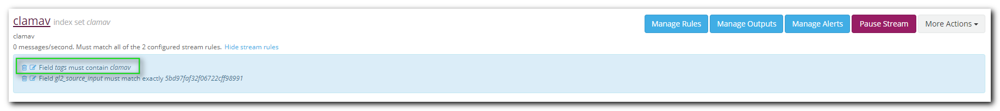 clamav index set clamav
Manage Rules Manage Outputs Manage Alerts Pause Stream More Actions
clamav
0 messages/second. Must match all of the 2 configured stream rules. Hide stream rules
Field tags must contain clamav
Field gl2_source_input must match exactly 5bd97faf32f06722cff98991